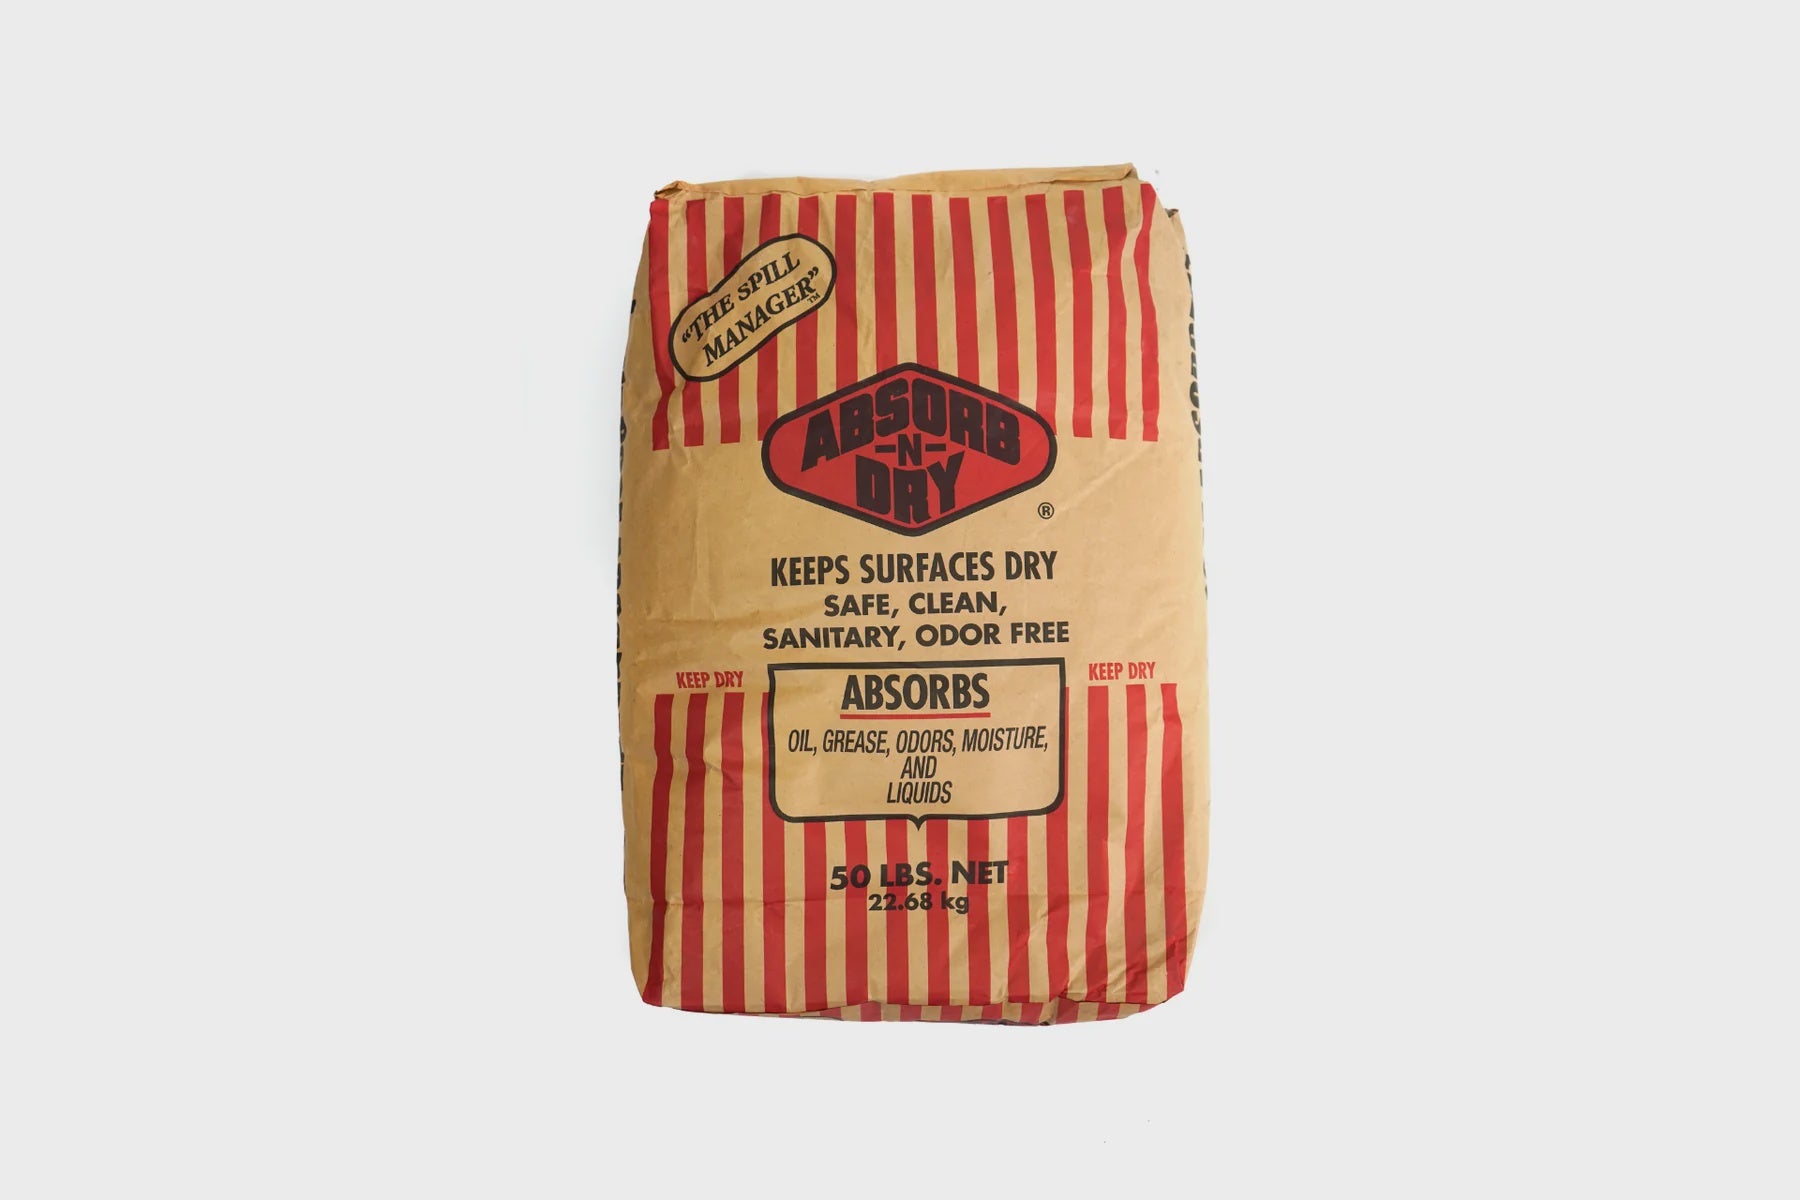 "THE SPILL
MANAGER"™
ABSORB
-N-
DRY
®
KEEPS SURFACES DRY
SAFE, CLEAN,
SANITARY, ODOR FREE
KEEP DRY
KEEP DRY
ABSORBS
OIL, GREASE, ODORS, MOISTURE,
AND
LIQUIDS
50 LBS. NET
22.68 kg